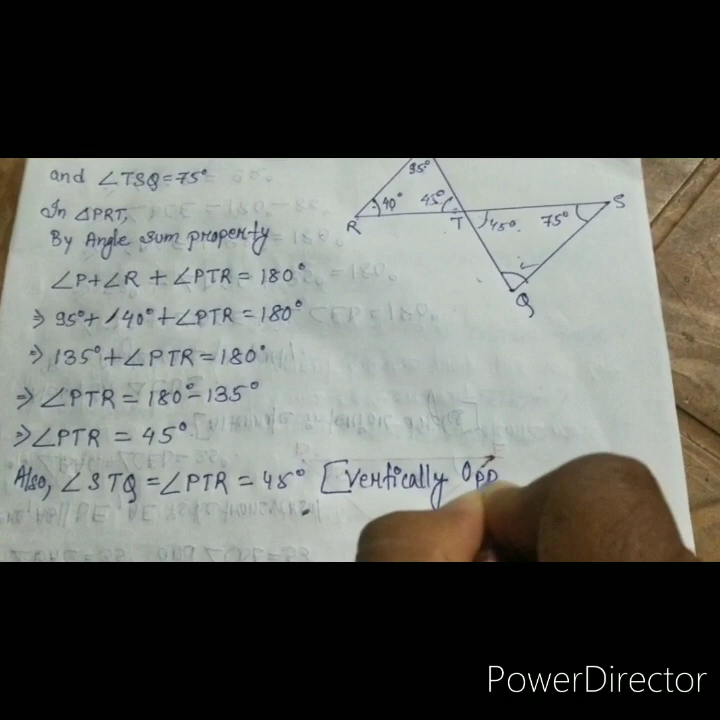 and ∠TSQ=75°
In △PRT,
By Angle sum property
∠P+∠R + ∠PTR = 180°
⇒ 95°+ 40°+∠PTR = 180°
⇒ 135°+∠PTR = 180°
⇒ ∠PTR = 180°-135°
⇒ ∠PTR = 45°
Also, ∠STQ = ∠PTR = 45° [Vertically Opp
95°
40°
45°
R
T
45°
75°
S
Q
PowerDirector